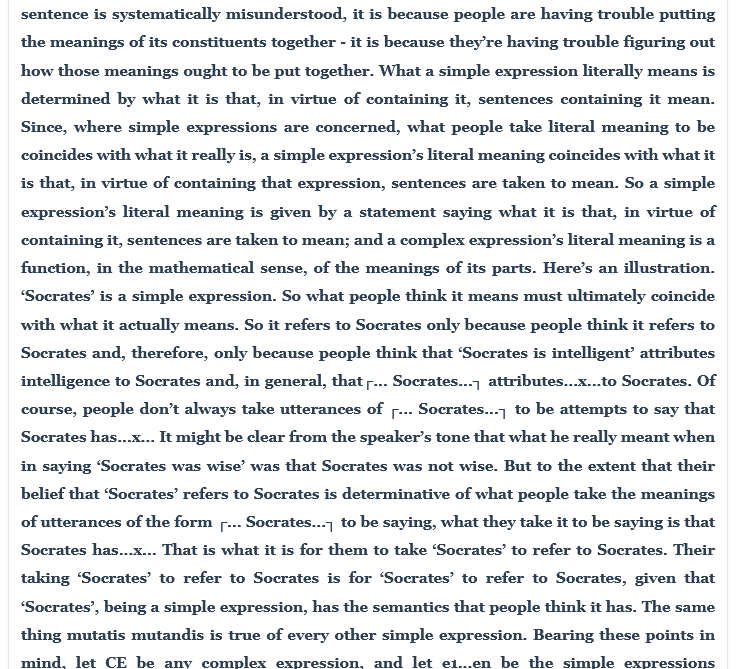 sentence is systematically misunderstood, it is because people are having trouble putting
the meanings of its constituents together - it is because they're having trouble figuring out
how those meanings ought to be put together. What a simple expression literally means is
determined by what it is that, in virtue of containing it, sentences containing it mean.
Since, where simple expressions are concerned, what people take literal meaning to be
coincides with what it really is, a simple expression's literal meaning coincides with what it
is that, in virtue of containing that expression, sentences are taken to mean. So a simple
expression's literal meaning is given by a statement saying what it is that, in virtue of
containing it, sentences are taken to mean; and a complex expression's literal meaning is a
function, in the mathematical sense, of the meanings of its parts. Here's an illustration.
‘Socrates’ is a simple expression. So what people think it means must ultimately coincide
with what it actually means. So it refers to Socrates only because people think it refers to
Socrates and, therefore, only because people think that ‘Socrates is intelligent’ attributes
intelligence to Socrates and, in general, that┌... Socrates...┐ attributes...x...to Socrates. Of
course, people don't always take utterances of ┌... Socrates...┐ to be attempts to say that
Socrates has...x... It might be clear from the speaker's tone that what he really meant when
in saying ‘Socrates was wise’ was that Socrates was not wise. But to the extent that their
belief that ‘Socrates’ refers to Socrates is determinative of what people take the meanings
of utterances of the form ┌... Socrates...┐ to be saying, what they take it to be saying is that
Socrates has...x... That is what it is for them to take ‘Socrates’ to refer to Socrates. Their
taking ‘Socrates’ to refer to Socrates is for ‘Socrates’ to refer to Socrates, given that
‘Socrates’, being a simple expression, has the semantics that people think it has. The same
thing mutatis mutandis is true of every other simple expression. Bearing these points in
mind, let CE be any complex expression, and let e1...en be the simple expressions